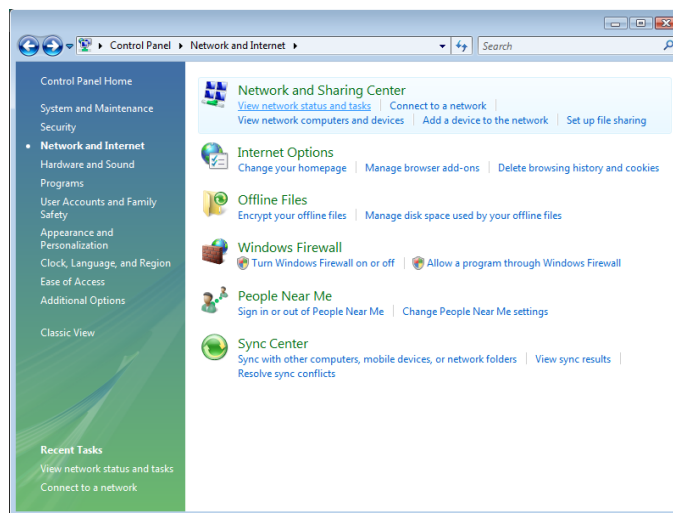 Control Panel Network and Internet
Search
Control Panel Home
System and Maintenance
Security
Network and Internet
Hardware and Sound
Programs
User Accounts and Family
Safety
Appearance and
Personalization
Clock, Language, and Region
Ease of Access
Additional Options
Classic View
Recent Tasks
View network status and tasks
Connect to a network
Network and Sharing Center
View network status and tasks Connect to a network
View network computers and devices Add a device to the network Set up file sharing
Internet Options
Change your homepage Manage browser add-ons Delete browsing history and cookies
Offline Files
Encrypt your offline files Manage disk space used by your offline files
Windows Firewall
Turn Windows Firewall on or off Allow a program through Windows Firewall
People Near Me
Sign in or out of People Near Me Change People Near Me settings
Sync Center
Sync with other computers, mobile devices, or network folders View sync results
Resolve sync conflicts